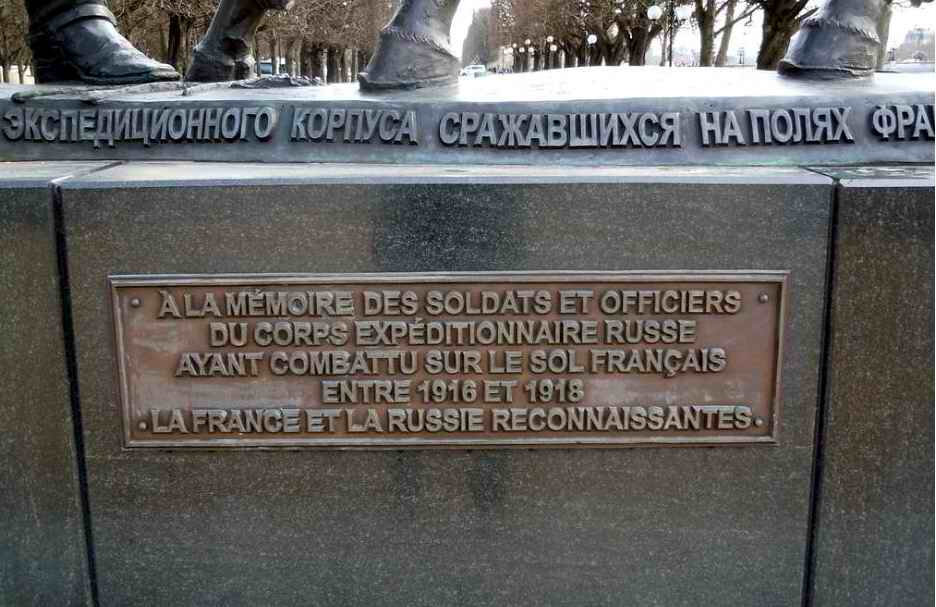 ЭКСПЕДИЦИОННОГО КОРПУСА СРАЖАВШИХСЯ НА ПОЛЯХ
À LA MÉMOIRE DES SOLDATS ET OFFICIERS
DU CORPS EXPÉDITIONNAIRE RUSSE
AYANT COMBATTU SUR LE SOL FRANÇAIS
ENTRE 1916 ET 1918
LA FRANCE ET LA RUSSIE RECONNAISSANTES